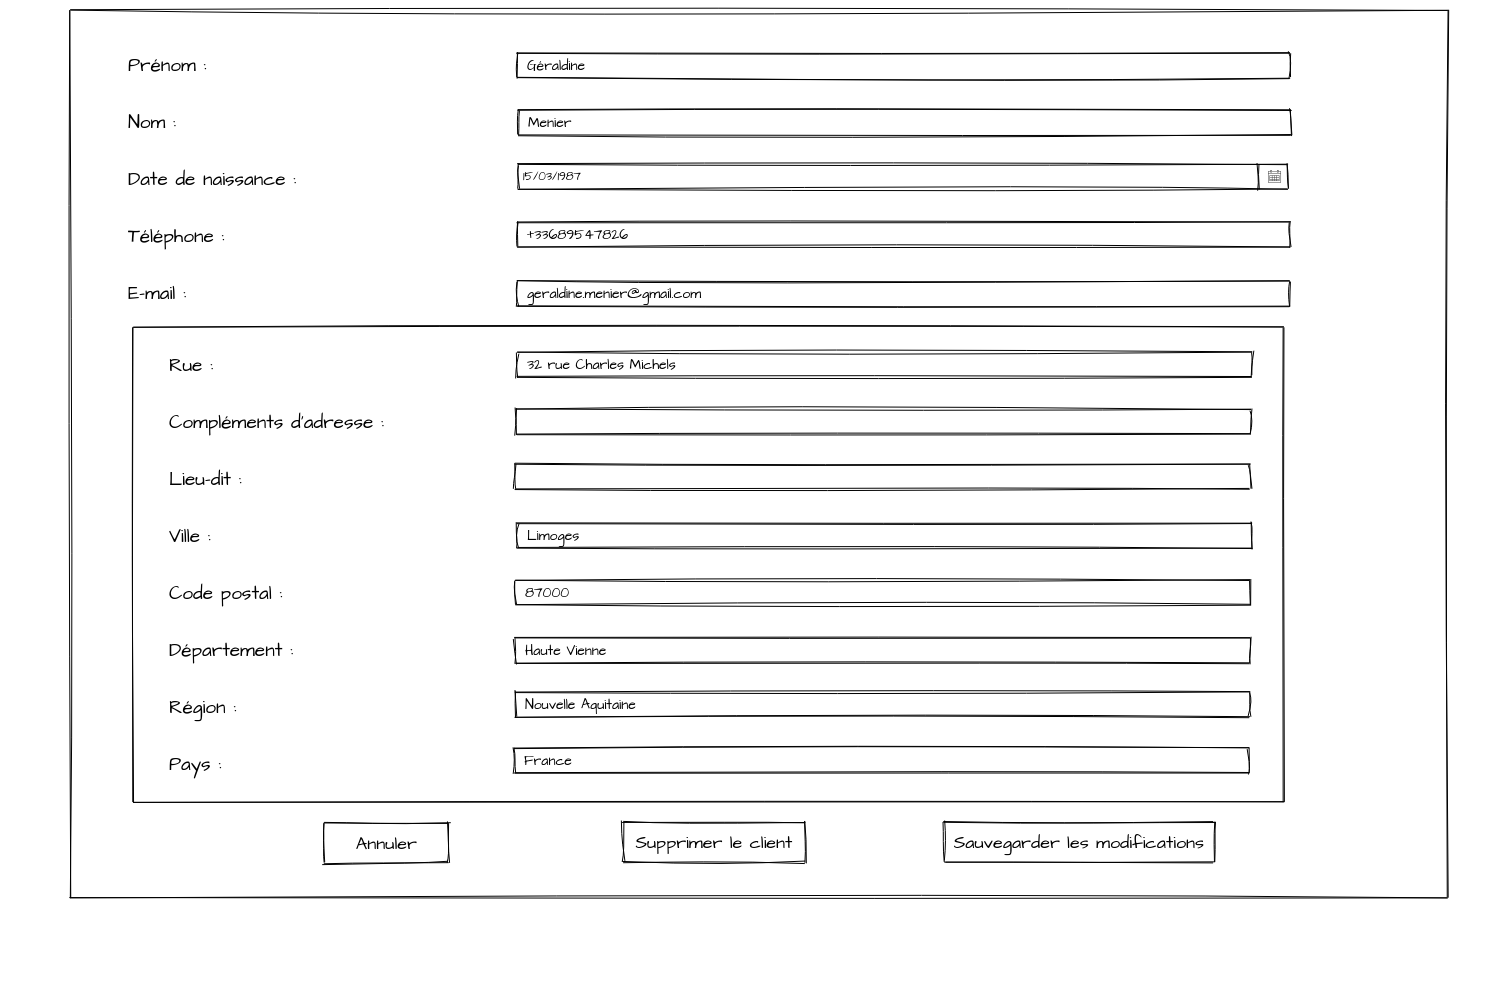 Prénom : Géraldine
Nom : Menier
Date de naissance : 15/03/1987
Téléphone : +33689547826
E-mail : geraldine.menier@gmail.com
Rue : 32 rue Charles Michels
Compléments d'adresse :
Lieu-dit :
Ville : Limoges
Code postal : 87000
Département : Haute Vienne
Région : Nouvelle Aquitaine
Pays : France
Annuler Supprimer le client Sauvegarder les modifications